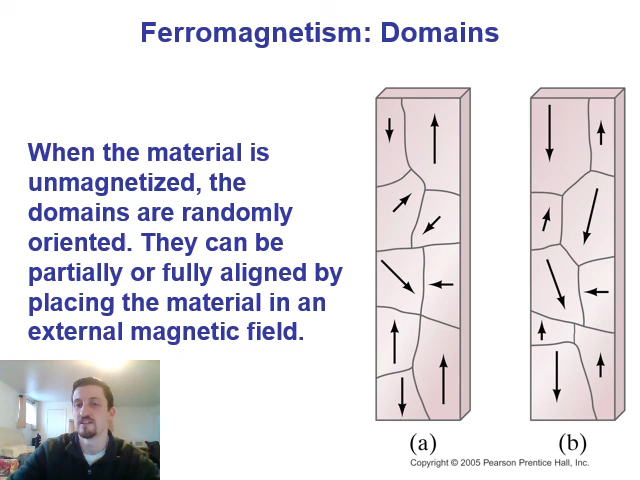 Ferromagnetism: Domains
When the material is
unmagnetized, the
domains are randomly
oriented. They can be
partially or fully aligned by
placing the material in an
external magnetic field.
(a)
(b)
Copyright © 2005 Pearson Prentice Hall, Inc.